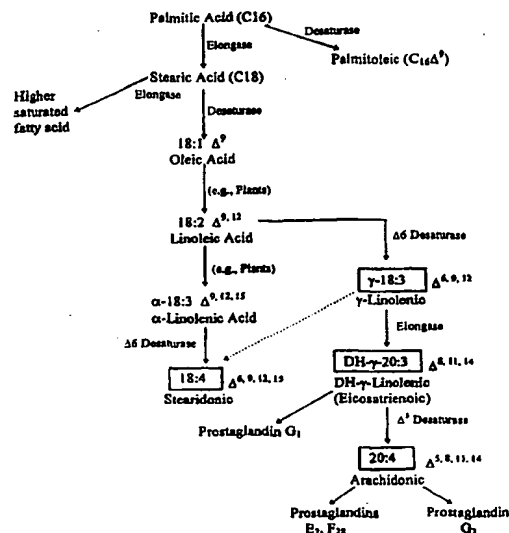 Palmitic Acid (C16)
Desaturase
Elongase
Palmitoleic (C16Δ9)
Stearic Acid (C18)
Elongase
Higher
saturated
fatty acid
Desaturase
18:1 Δ9
Oleic Acid
(e.g., Plants)
18:2 Δ9, 12
Linoleic Acid
Δ6 Desaturase
(e.g., Plants)
γ-18:3 Δ6, 9, 12
γ-Linolenic
α-18:3 Δ9, 12, 15
α-Linolenic Acid
Elongase
Δ6 Desaturase
DH-γ-20:3 Δ8, 11, 14
DH-γ-Linolenic
(Eicosatrienoic)
18:4 Δ6, 9, 12, 15
Stearidonic
Δ5 Desaturase
Prostaglandin G1
20:4 Δ5, 8, 11, 14
Arachidonic
Prostaglandins
E2,
Prostaglandin
G2